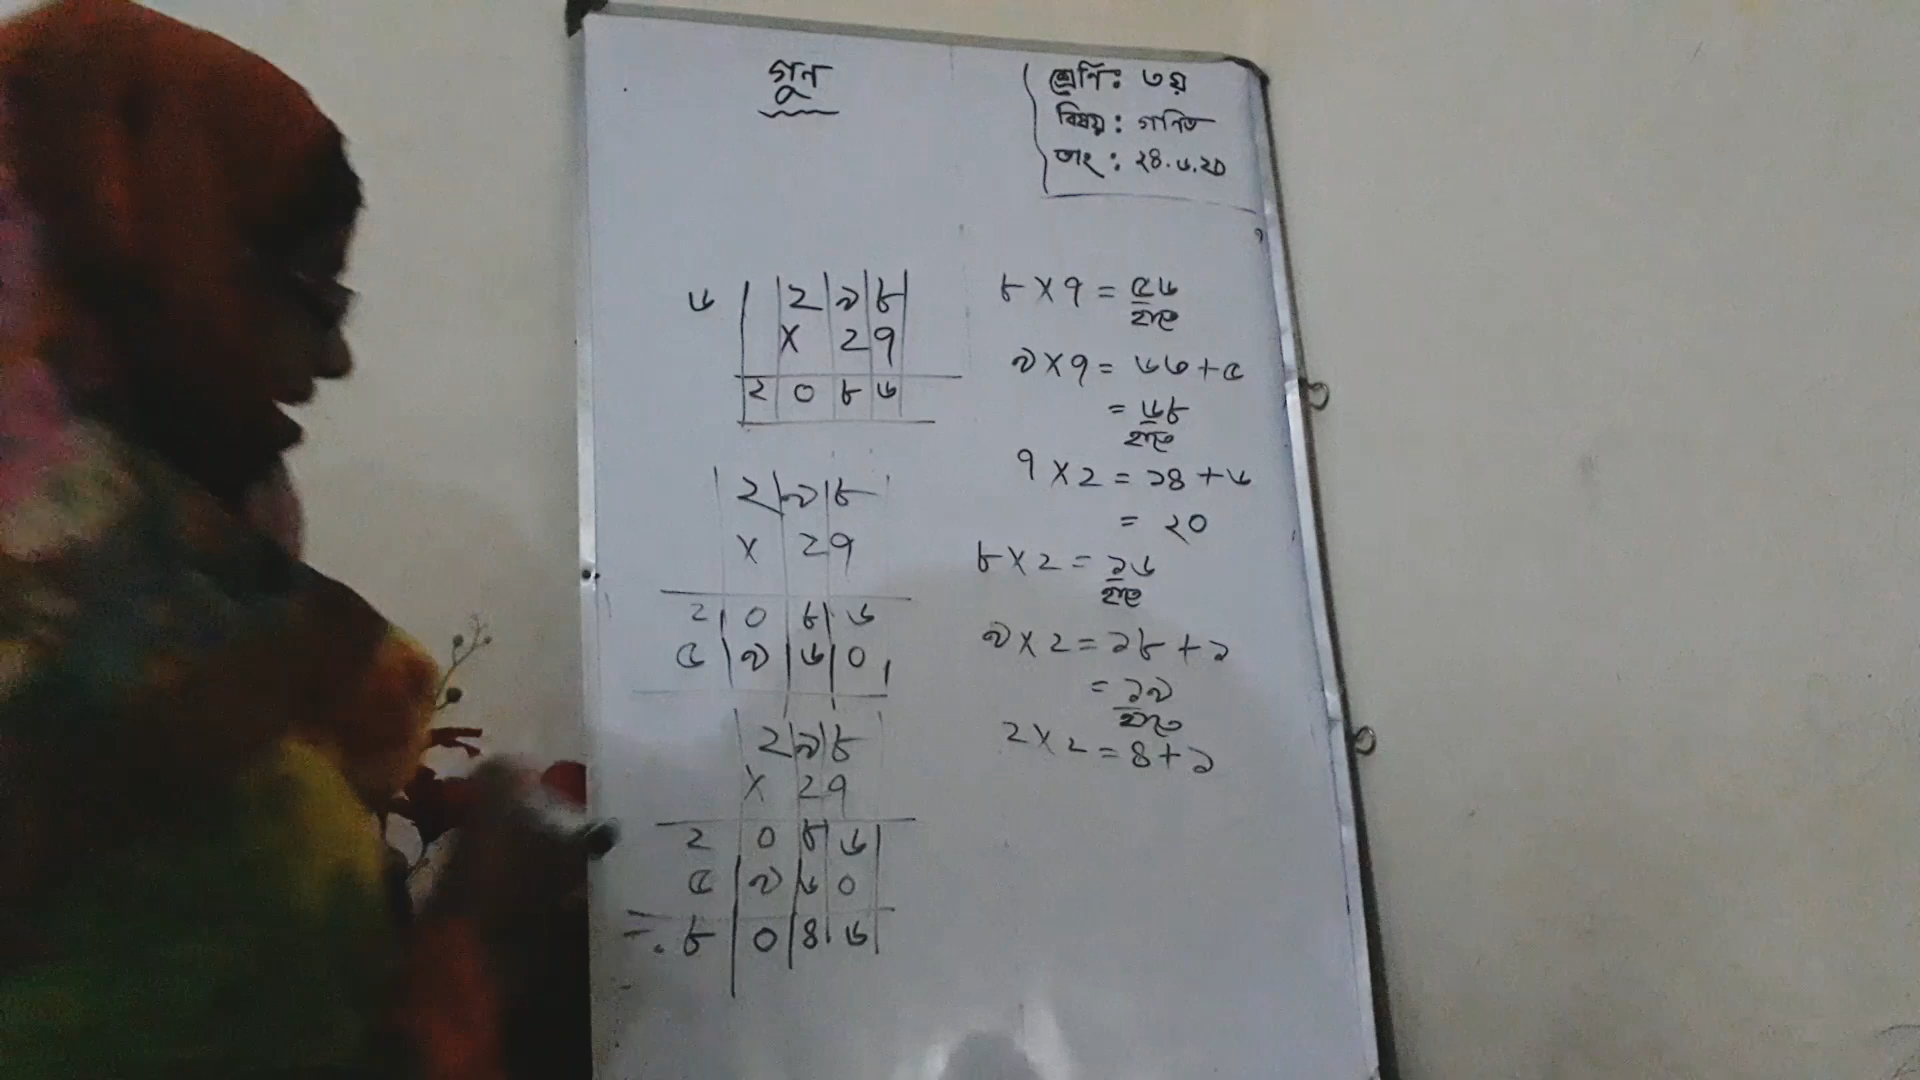 গুন
শ্রেণি: ৩য়
বিষয়: গনিত
তাং: ২৪.৬.২০
৬ ২৯৮
× ২৭
২০৮৬
২৯৮
× ২৭
২০৮৬
৫৯৬০
২৯৮
× ২৭
২০৮৬
৫৯৬০
= ৮০৪৬
৮ × ৭ = ৫৬
হাতে
৯ × ৭ = ৬৩ + ৫
= ৬৮
হাতে
৭ × ২ = ১৪ + ৬
= ২০
৮ × ২ = ১৬
হাতে
৯ × ২ = ১৮ + ১
= ১৯
হাতে
২ × ২ = ৪ + ১